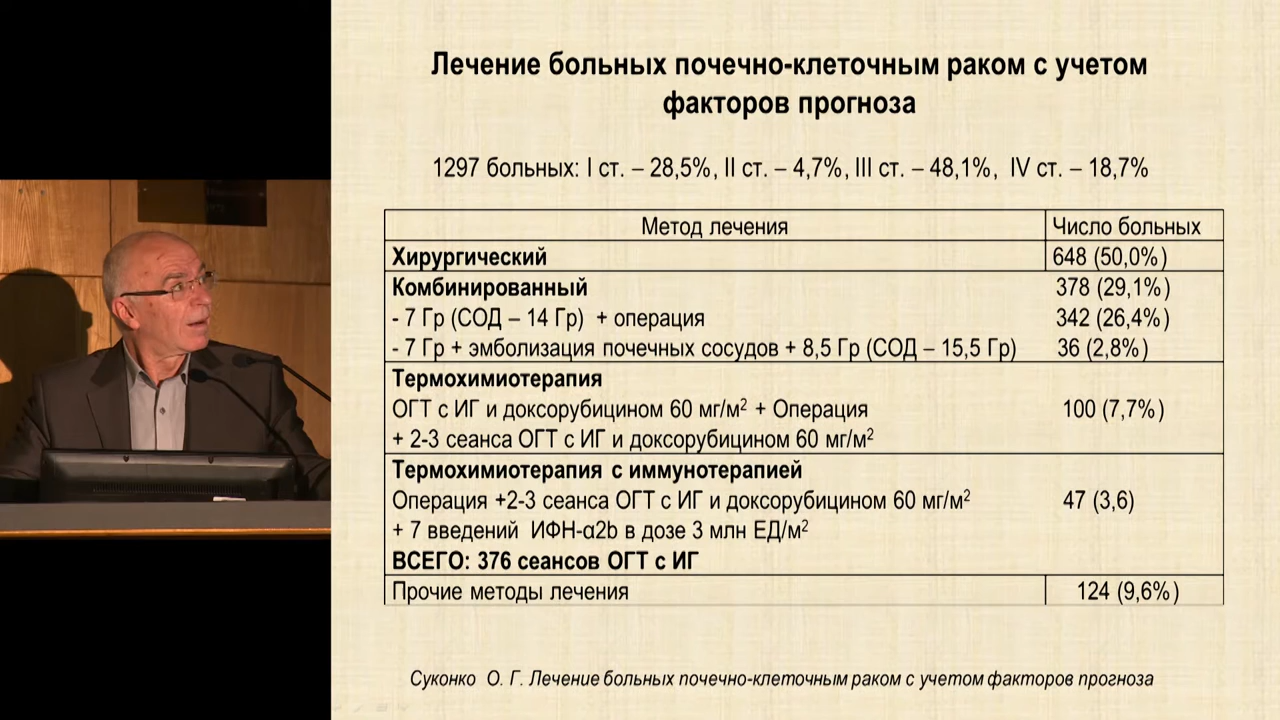 Лечение больных почечно-клеточным раком с учетом
факторов прогноза
1297 больных: I ст. – 28,5%, II ст. – 4,7%, III ст. – 48,1%, IV ст. – 18,7%
Метод лечения Число больных
Хирургический 648 (50,0%)
Комбинированный 378 (29,1%)
- 7 Гр (СОД – 14 Гр) + операция 342 (26,4%)
- 7 Гр + эмболизация почечных сосудов + 8,5 Гр (СОД – 15,5 Гр) 36 (2,8%)
Термохимиотерапия
ОГТ с ИГ и доксорубицином 60 мг/м² + Операция 100 (7,7%)
+ 2-3 сеанса ОГТ с ИГ и доксорубицином 60 мг/м²
Термохимиотерапия с иммунотерапией
Операция +2-3 сеанса ОГТ с ИГ и доксорубицином 60 мг/м² 47 (3,6)
+ 7 введений ИФН-α2b в дозе 3 млн ЕД/м²
ВСЕГО: 376 сеансов ОГТ с ИГ
Прочие методы лечения 124 (9,6%)
Суконко О. Г. Лечение больных почечно-клеточным раком с учетом факторов прогноза